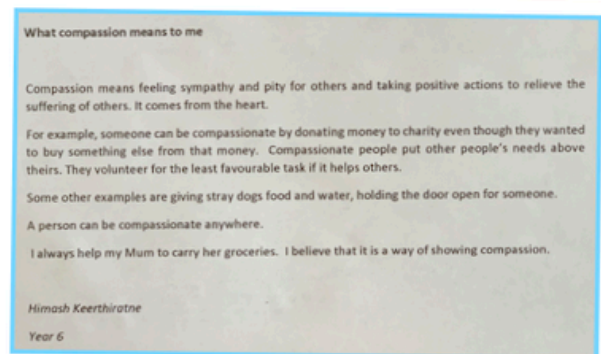 What compassion means to me
Compassion means feeling sympathy and pity for others and taking positive actions to relieve the
suffering of others. It comes from the heart.
For example, someone can be compassionate by donating money to charity even though they wanted
to buy something else from that money. Compassionate people put other people's needs above
theirs. They volunteer for the least favourable task if it helps others.
Some other examples are giving stray dogs food and water, holding the door open for someone.
A person can be compassionate anywhere.
I always help my Mum to carry her groceries. I believe that it is a way of showing compassion.
Himash Keerthiratne
Year 6